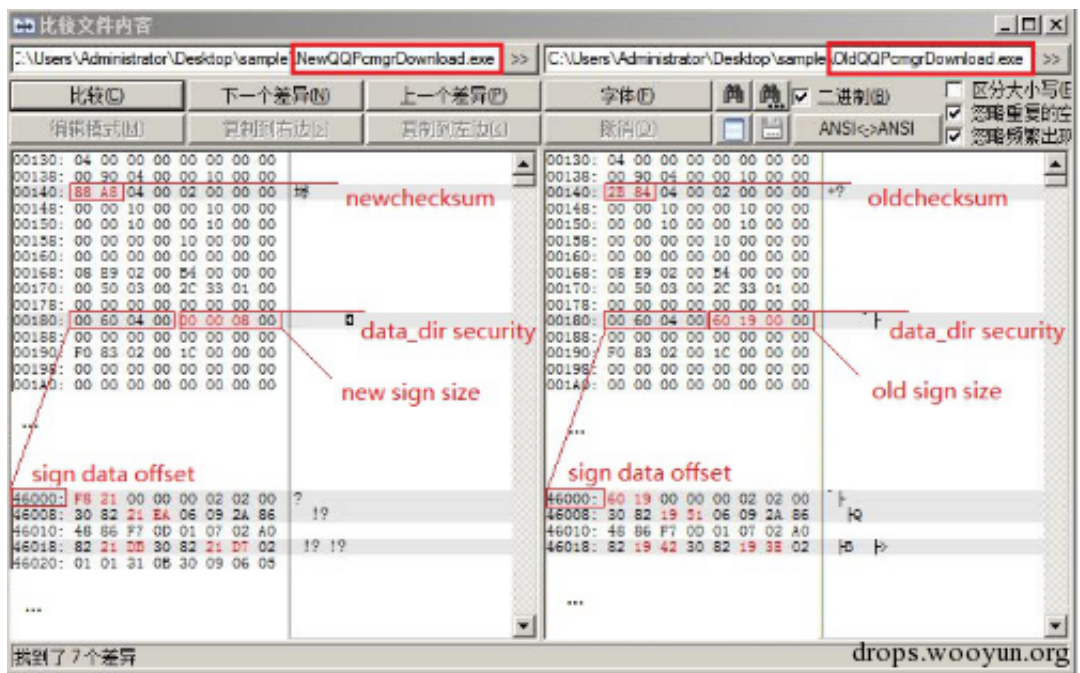 比较文件内容
C:\Users\Administrator\Desktop\sample\NewQQPcmgrDownload.exe >> C:\Users\Administrator\Desktop\sample\OldQQPcmgrDownload.exe >>
比较(C) 下一个差异(N) 上一个差异(P) 字体(F) 二进制(B) 区分大小写(E
编辑模式(M) 复制到右边(>) 复制到左边(<) 撤消(Z) ANSI<->ANSI 忽略重复的空
忽略频繁出现
00130: 04 00 00 00 00 00 00 00
00138: 00 90 04 00 00 10 00 00
00140: 88 A8 04 00 02 00 00 00
newchecksum
00148: 00 00 10 00 00 10 00 00
00150: 00 00 10 00 00 10 00 00
00158: 00 00 00 00 10 00 00 00
00160: 00 00 00 00 00 00 00 00
00168: 08 E9 02 00 B4 00 00 00
00170: 00 50 03 00 2C 33 01 00
00178: 00 00 00 00 00 00 00 00
00180: 00 60 04 00 00 00 08 00
data_dir security
00188: 00 00 00 00 00 00 00 00
00190: F0 83 02 00 1C 00 00 00
00198: 00 00 00 00 00 00 00 00
001A0: 00 00 00 00 00 00 00 00
new sign size
...
sign data offset
46000: F8 21 00 00 00 02 02 00 ?
46008: 30 82 21 EA 06 09 2A 86 !?
46010: 48 86 F7 0D 01 07 02 A0
46018: 82 21 DB 30 82 21 D7 02 !? !?
46020: 01 01 31 0B 30 09 06 05
...
00130: 04 00 00 00 00 00 00 00
00138: 00 90 04 00 00 10 00 00
00140: 2B 84 04 00 02 00 00 00 +?
oldchecksum
00148: 00 00 10 00 00 10 00 00
00150: 00 00 10 00 00 10 00 00
00158: 00 00 00 00 10 00 00 00
00160: 00 00 00 00 00 00 00 00
00168: 08 E9 02 00 B4 00 00 00
00170: 00 50 03 00 2C 33 01 00
00178: 00 00 00 00 00 00 00 00
00180: 00 60 04 00 60 19 00 00
data_dir security
00188: 00 00 00 00 00 00 00 00
00190: F0 83 02 00 1C 00 00 00
00198: 00 00 00 00 00 00 00 00
001A0: 00 00 00 00 00 00 00 00
old sign size
...
sign data offset
46000: 60 19 00 00 00 02 02 00
46008: 30 82 19 51 06 09 2A 86
46010: 48 86 F7 0D 01 07 02 A0
46018: 82 19 42 30 82 19 3E 02
...
找到了7个差异
drops.wooyun.org